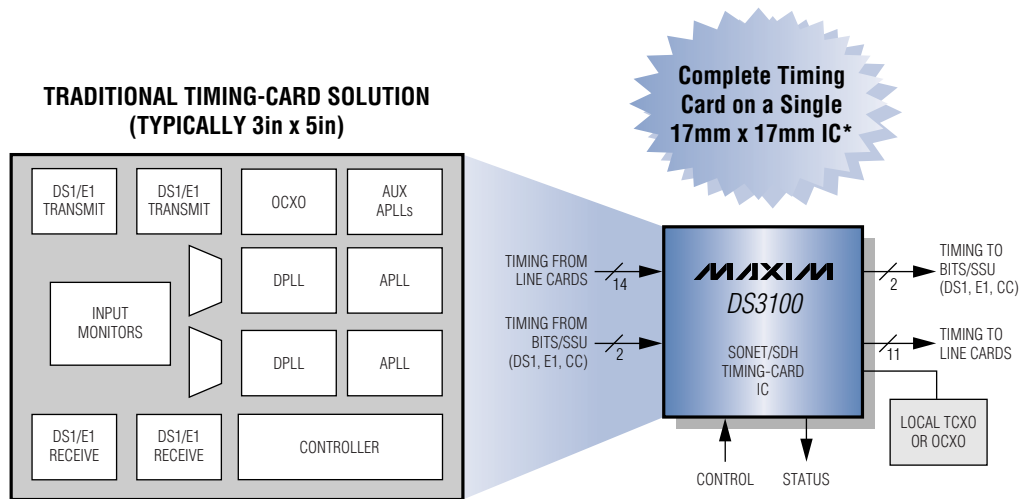 TRADITIONAL TIMING-CARD SOLUTION
(TYPICALLY 3in x 5in)
DS1/E1
TRANSMIT
DS1/E1
TRANSMIT
OCXO
AUX
APLLs
INPUT
MONITORS
DPLL
APLL
DPLL
APLL
DS1/E1
RECEIVE
DS1/E1
RECEIVE
CONTROLLER
Complete Timing
Card on a Single
17mm x 17mm IC*
TIMING FROM
LINE CARDS
14
TIMING FROM
BITS/SSU
(DS1, E1, CC)
2
MAXIM
DS3100
SONET/SDH
TIMING-CARD
IC
2
TIMING TO
BITS/SSU
(DS1, E1, CC)
11
TIMING TO
LINE CARDS
LOCAL TCXO
OR OCXO
CONTROL
STATUS